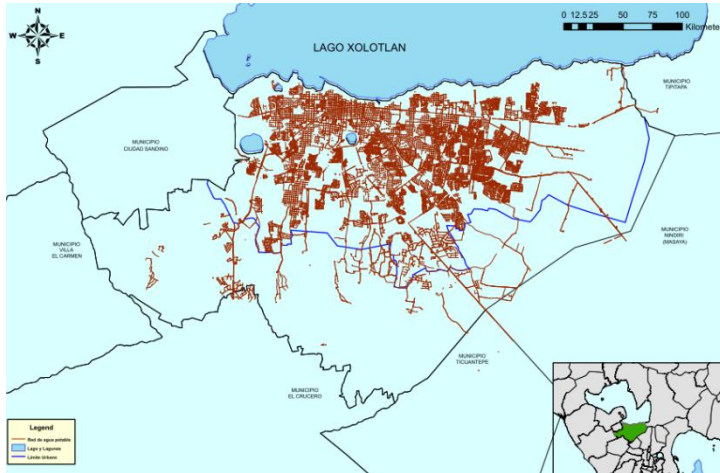 N
W E
S
0 12.5 25 50 75 100
Kilomete
LAGO XOLOTLAN
MUNICIPIO
TIPITAPA
MUNICIPIO
CIUDAD SANDINO
MUNICIPIO
VILLA
EL CARMEN
MUNICIPIO
NINDIRI
(MASAYA)
MUNICIPIO
TICUANTEPE
MUNICIPIO
EL CRUCERO
Legend
Red de agua potable
Lago y Lagunas
Límite Urbano